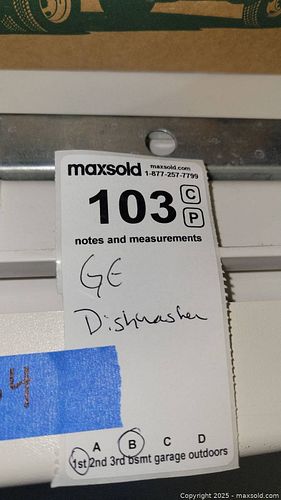 maxsold maxsold.com
1-877-257-7799
103 C
P
notes and measurements
GE
Dishwasher
4
A B C D
1st 2nd 3rd bsmt garage outdoors
Copyright 2025 - maxsold.com